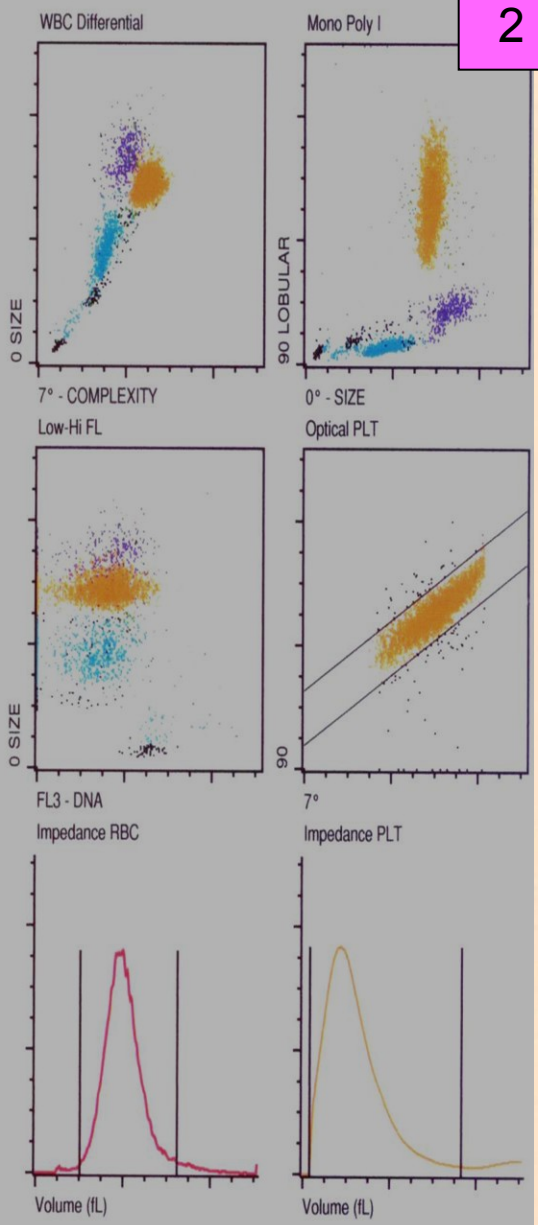 2
WBC Differential
Mono Poly I
0 SIZE
90 LOBULAR
7° - COMPLEXITY
0° - SIZE
Low-Hi FL
Optical PLT
0 SIZE
90
FL3 - DNA
7°
Impedance RBC
Impedance PLT
Volume (fL)
Volume (fL)